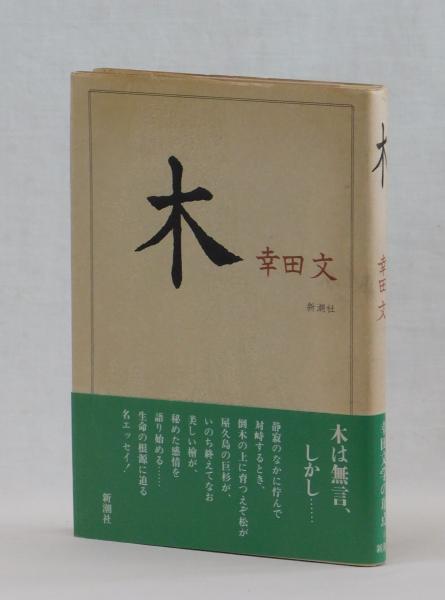 木
幸田文
新潮社
木は無言、
しかし……
静寂のなかに佇んで
対峙するとき、
倒木の上に育つえぞ松が
屋久島の巨杉が、
いのち終えてなお
美しい檜が、
秘めた感情を
語り始める……
生命の根源に迫る
名エッセイ！
新潮社
木
幸田文